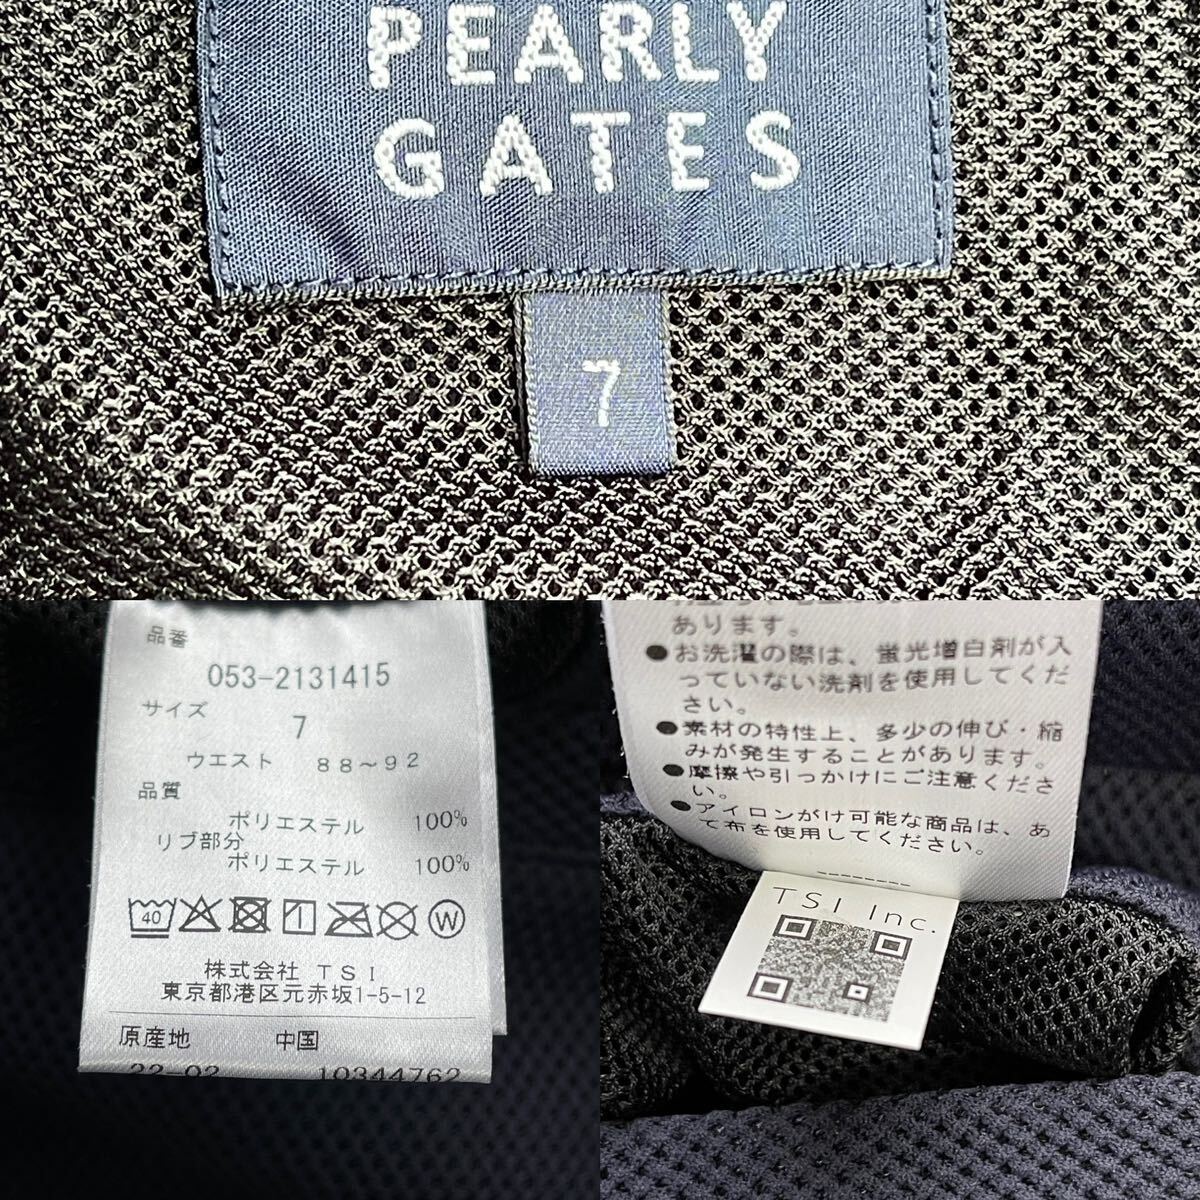 PEARLY
GATES
7
品番
053-2131415
サイズ
7
ウエスト 88~92
品質
ポリエステル 100%
リブ部分
ポリエステル 100%
40 W
株式会社 TSI
東京都港区元赤坂1-5-12
原産地 中国
22-02 10344762
あります。
●お洗濯の際は、蛍光増白剤が入
っていない洗剤を使用してくだ
さい。
●素材の特性上、多少の伸び・縮
みが発生することがあります。
●摩擦や引っかけにご注意くださ
い。
●アイロンがけ可能な商品は、あ
て布を使用してください。
--------
TSI Inc.